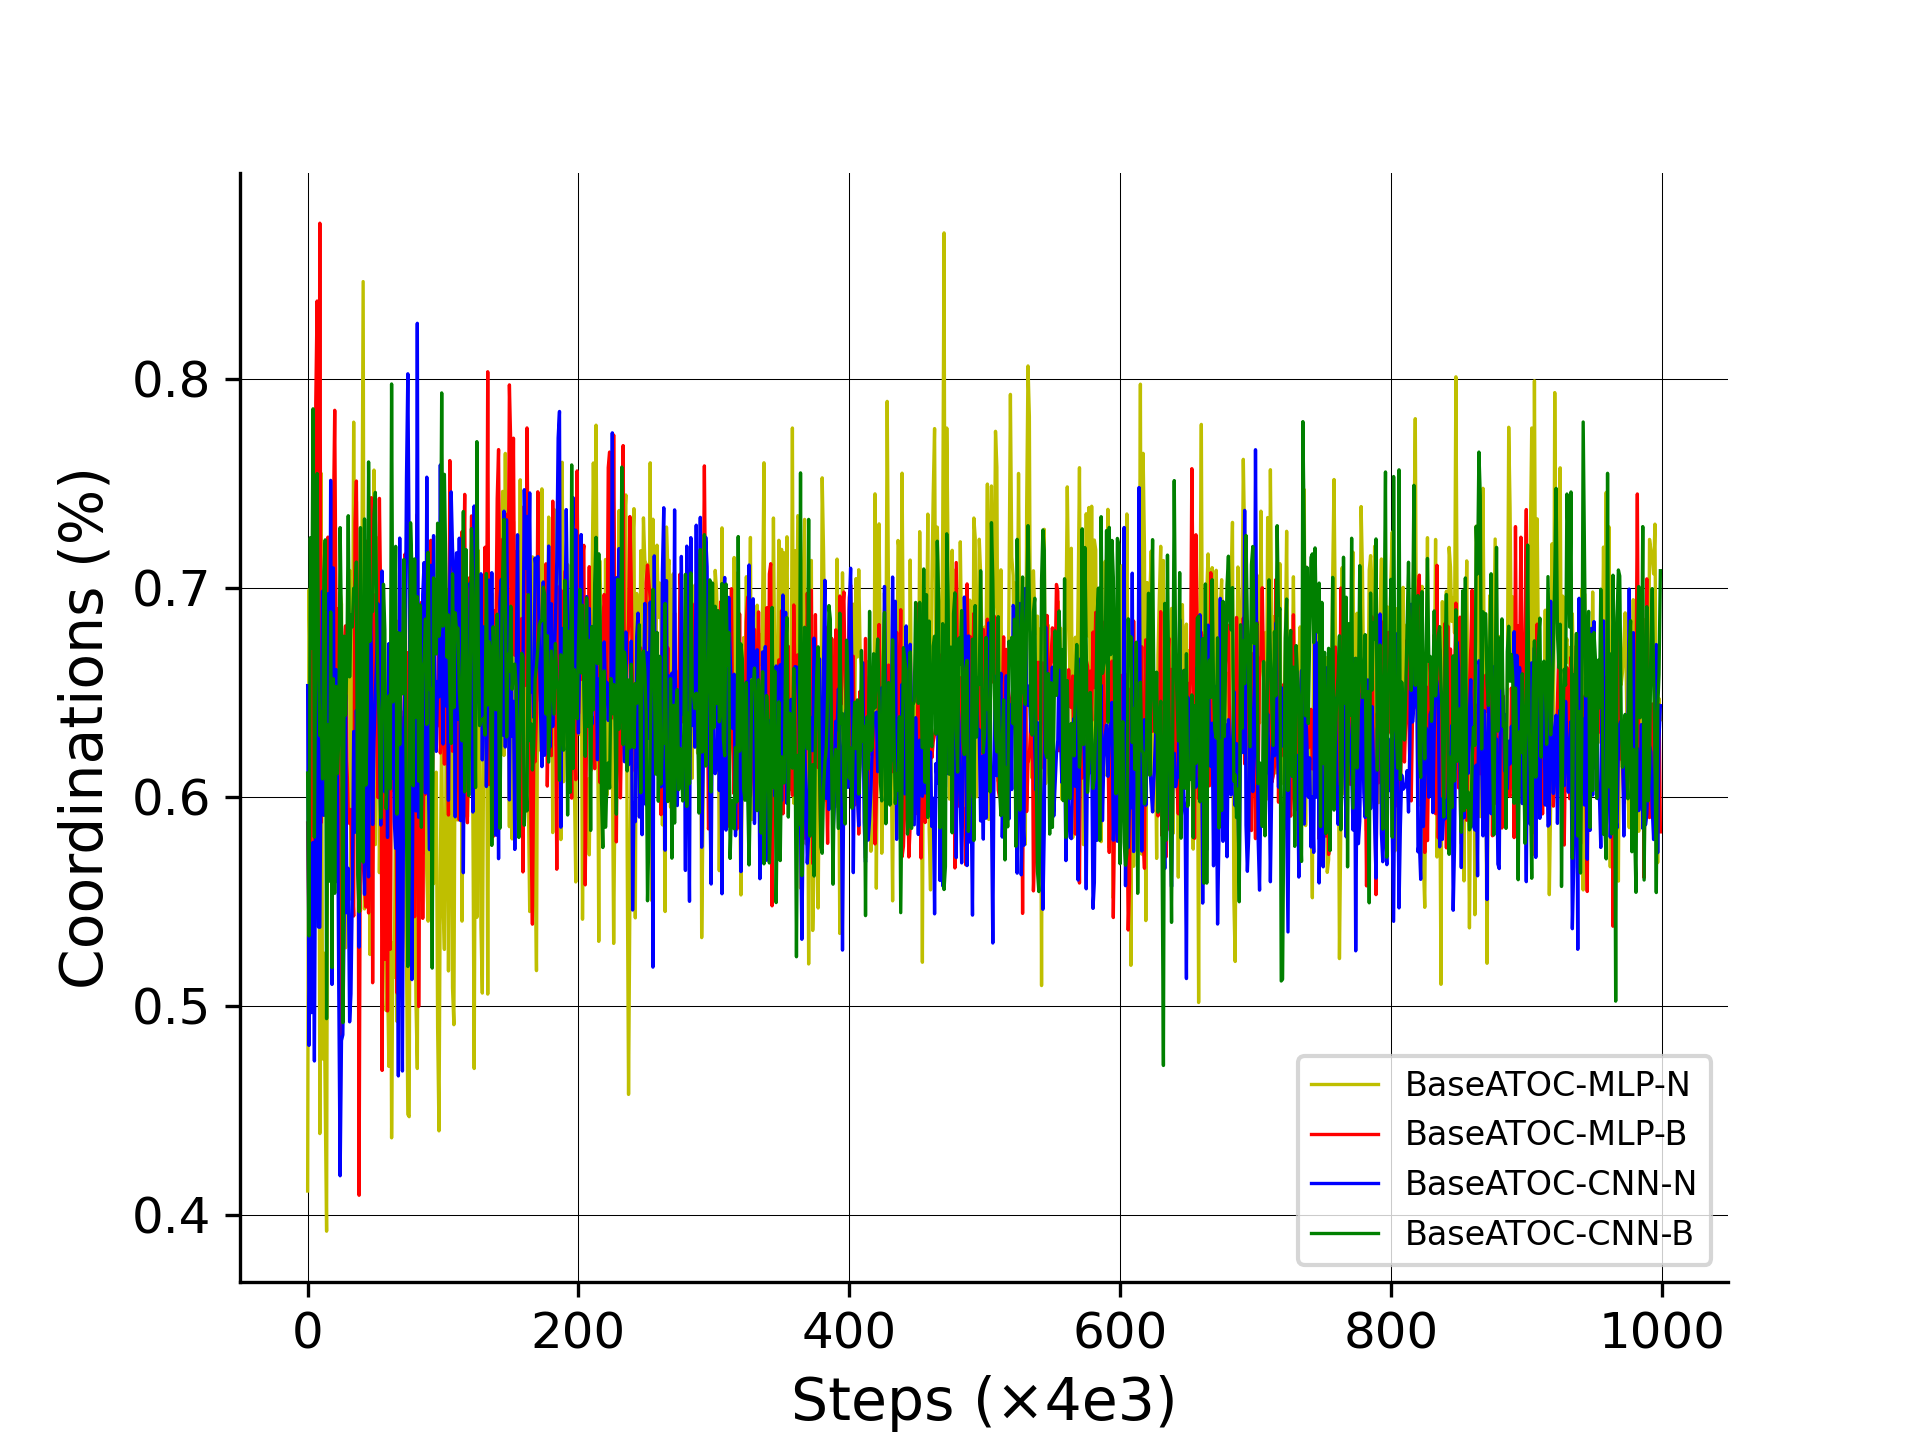 Coordinations (%)
0.8
0.7
0.6
0.5
0.4
0 200 400 600 800 1000
Steps (×4e3)
BaseATOC-MLP-N
BaseATOC-MLP-B
BaseATOC-CNN-N
BaseATOC-CNN-B